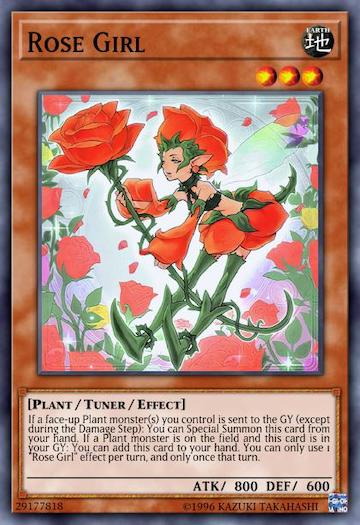 ROSE GIRL
EARTH
地
[PLANT / TUNER / EFFECT]
If a face-up Plant monster(s) you control is sent to the GY (except
during the Damage Step): You can Special Summon this card from
your hand. If a Plant monster is on the field and this card is in
your GY: You can add this card to your hand. You can only use 1
"Rose Girl" effect per turn, and only once that turn.
ATK/ 800 DEF/ 600
29177818
©1996 KAZUKI TAKAHASHI